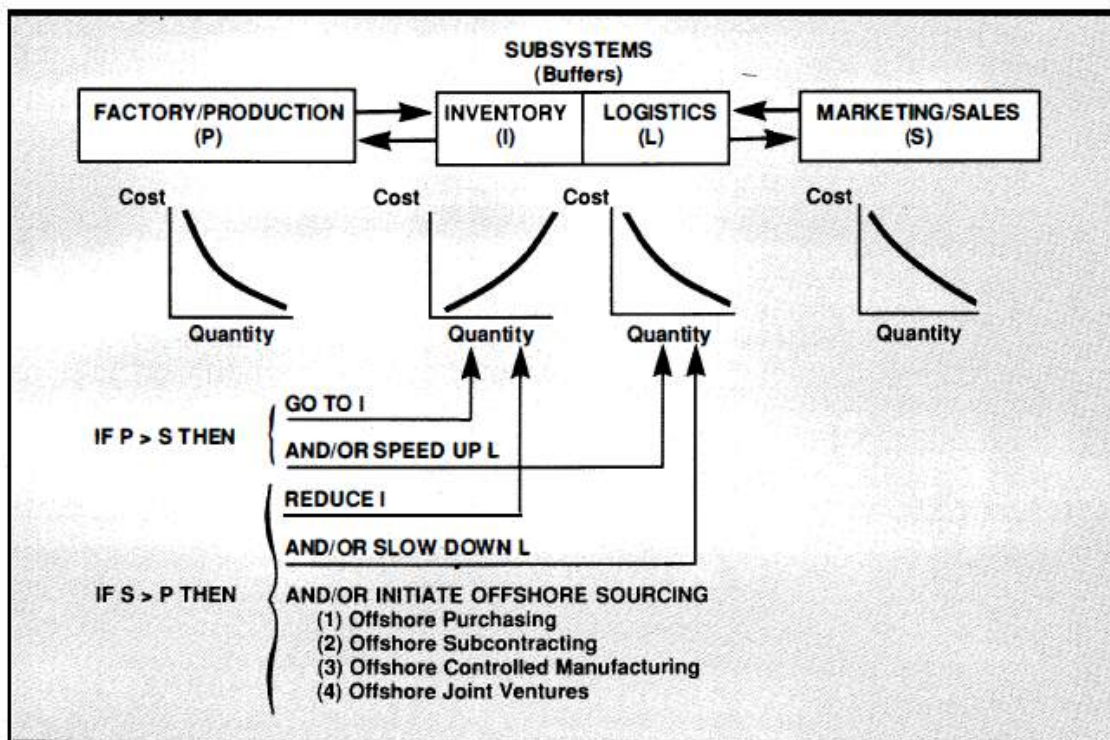 SUBSYSTEMS
(Buffers)
FACTORY/PRODUCTION
(P)
INVENTORY
(I)
LOGISTICS
(L)
MARKETING/SALES
(S)
Cost
Quantity
Cost
Quantity
Cost
Quantity
Cost
Quantity
IF P > S THEN
GO TO I
AND/OR SPEED UP L
IF S > P THEN
REDUCE I
AND/OR SLOW DOWN L
AND/OR INITIATE OFFSHORE SOURCING
(1) Offshore Purchasing
(2) Offshore Subcontracting
(3) Offshore Controlled Manufacturing
(4) Offshore Joint Ventures